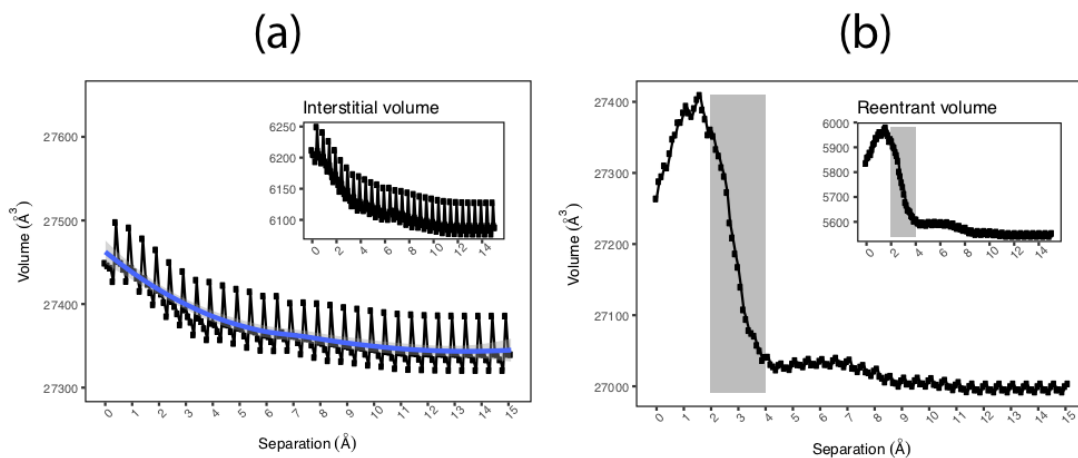 (a)
(b)
Interstitial volume
Reentrant volume
27600
27500
27400
27300
Volume (Å³)
6250
6200
6150
6100
0 2 4 6 8 10 12 14
0 1 2 3 4 5 6 7 8 9 10 11 12 13 14 15
Separation (Å)
27400
27300
27200
27100
27000
Volume (Å³)
6000
5900
5800
5700
5600
0 2 4 6 8 10 12 14
0 1 2 3 4 5 6 7 8 9 10 11 12 13 14 15
Separation (Å)